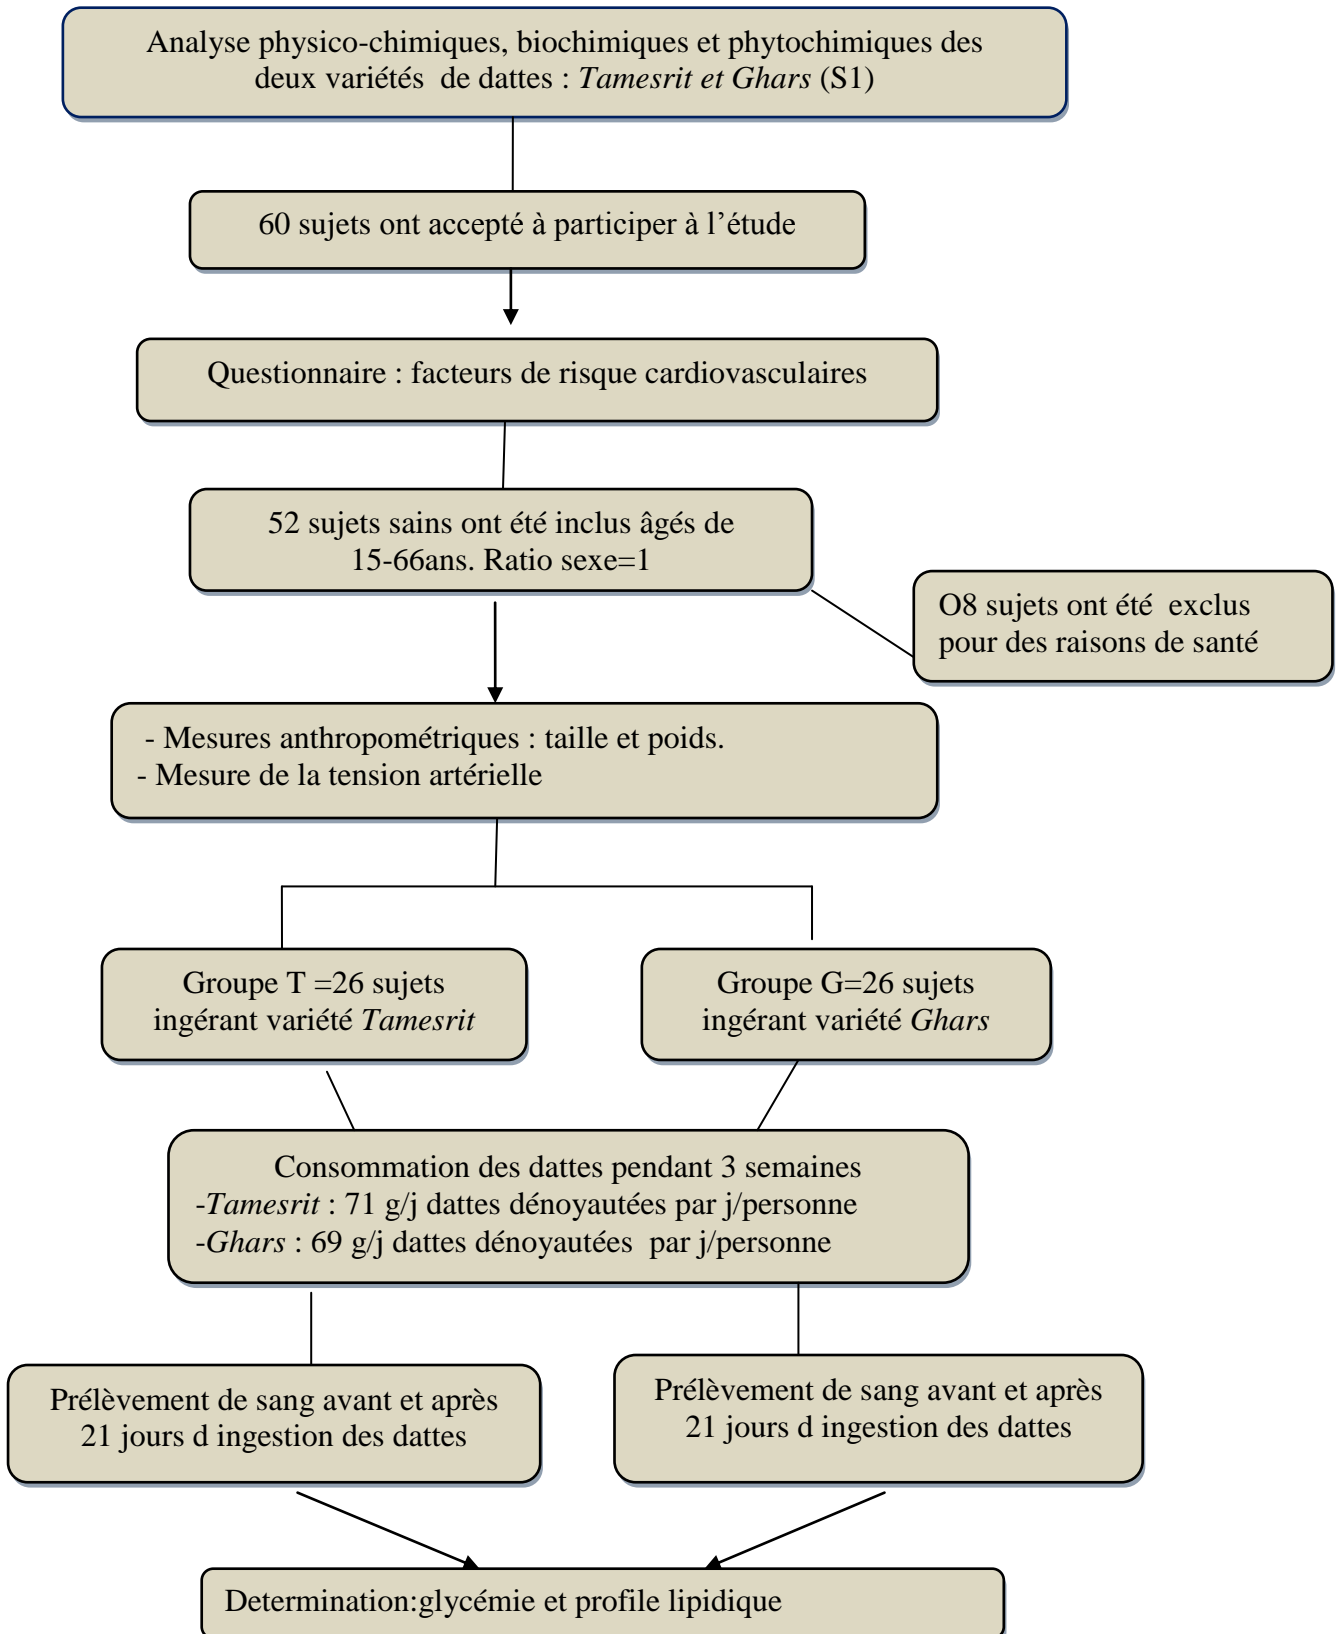 Analyse physico-chimiques, biochimiques et phytochimiques des
deux variétés de dattes : Tamesrit et Ghars (S1)
60 sujets ont accepté à participer à l’étude
Questionnaire : facteurs de risque cardiovasculaires
52 sujets sains ont été inclus âgés de
15-66ans. Ratio sexe=1
O8 sujets ont été exclus
pour des raisons de santé
- Mesures anthropométriques : taille et poids.
- Mesure de la tension artérielle
Groupe T =26 sujets
ingérant variété Tamesrit
Groupe G=26 sujets
ingérant variété Ghars
Consommation des dattes pendant 3 semaines
-Tamesrit : 71 g/j dattes dénoyautées par j/personne
-Ghars : 69 g/j dattes dénoyautées par j/personne
Prélèvement de sang avant et après
21 jours d ingestion des dattes
Prélèvement de sang avant et après
21 jours d ingestion des dattes
Determination:glycémie et profile lipidique